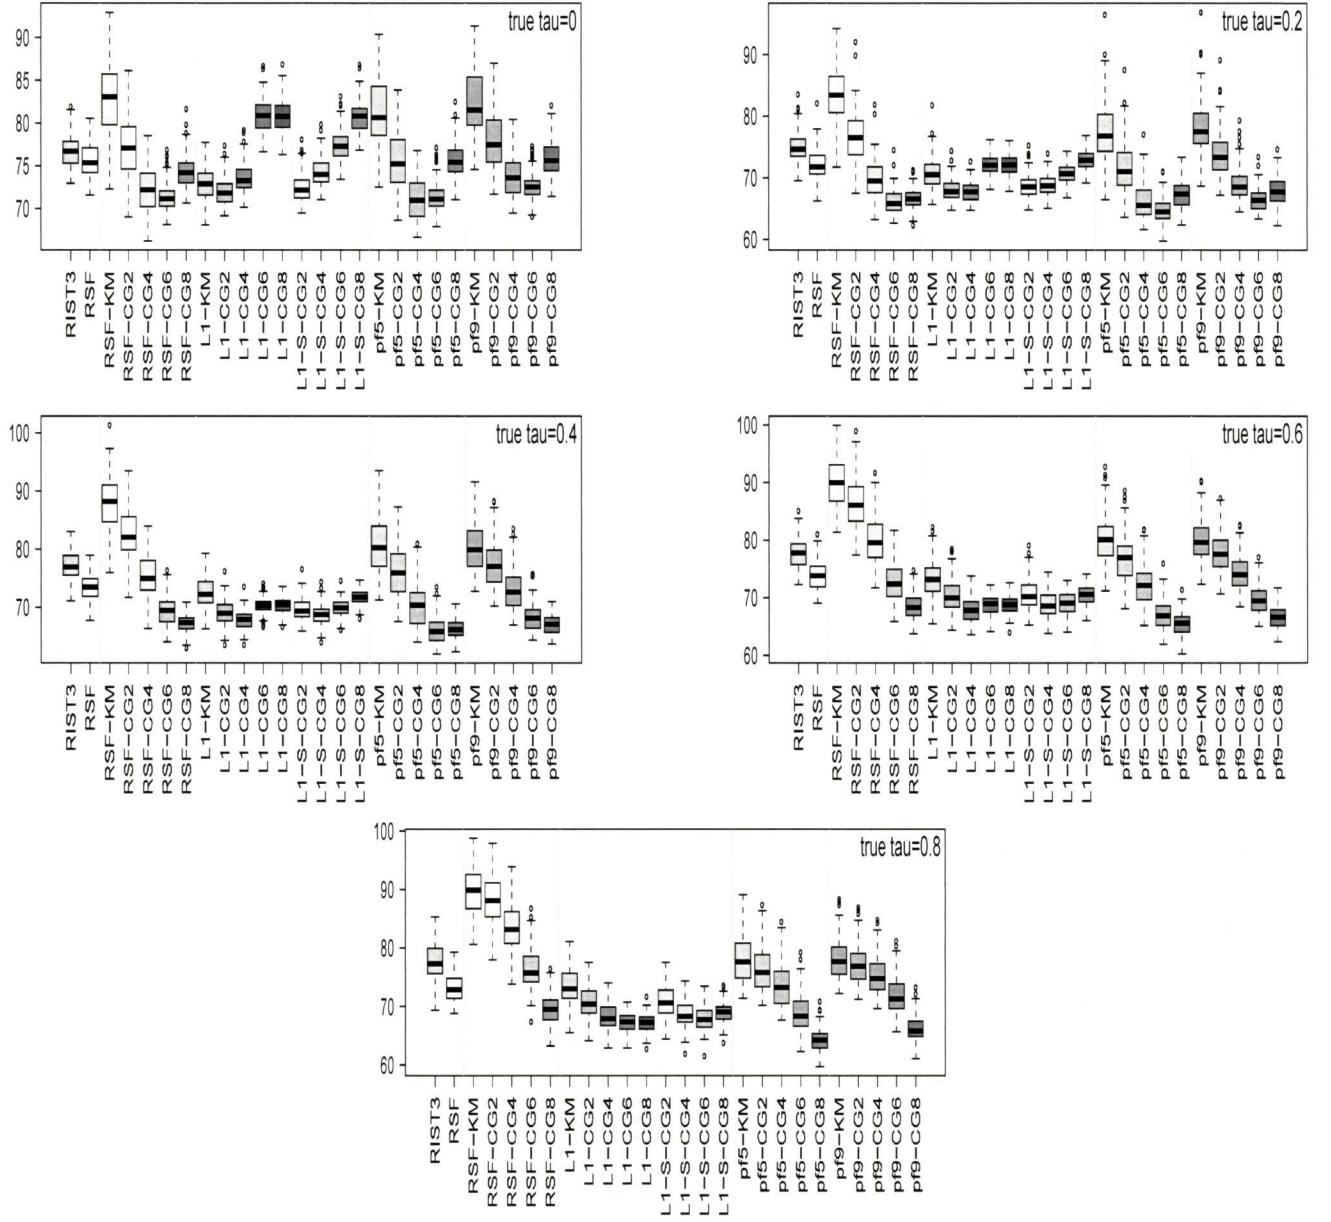 true tau=0
90
85
80
75
70
RIST3
RSF
RSF-KM
RSF-CG2
RSF-CG4
RSF-CG6
RSF-CG8
L1-KM
L1-CG2
L1-CG4
L1-CG6
L1-CG8
L1-S-CG2
L1-S-CG4
L1-S-CG6
L1-S-CG8
pf5-KM
pf5-CG2
pf5-CG4
pf5-CG6
pf5-CG8
pf9-KM
pf9-CG2
pf9-CG4
pf9-CG6
pf9-CG8
true tau=0.2
90
80
70
60
RIST3
RSF
RSF-KM
RSF-CG2
RSF-CG4
RSF-CG6
RSF-CG8
L1-KM
L1-CG2
L1-CG4
L1-CG6
L1-CG8
L1-S-CG2
L1-S-CG4
L1-S-CG6
L1-S-CG8
pf5-KM
pf5-CG2
pf5-CG4
pf5-CG6
pf5-CG8
pf9-KM
pf9-CG2
pf9-CG4
pf9-CG6
pf9-CG8
true tau=0.4
100
90
80
70
RIST3
RSF
RSF-KM
RSF-CG2
RSF-CG4
RSF-CG6
RSF-CG8
L1-KM
L1-CG2
L1-CG4
L1-CG6
L1-CG8
L1-S-CG2
L1-S-CG4
L1-S-CG6
L1-S-CG8
pf5-KM
pf5-CG2
pf5-CG4
pf5-CG6
pf5-CG8
pf9-KM
pf9-CG2
pf9-CG4
pf9-CG6
pf9-CG8
true tau=0.6
100
90
80
70
60
RIST3
RSF
RSF-KM
RSF-CG2
RSF-CG4
RSF-CG6
RSF-CG8
L1-KM
L1-CG2
L1-CG4
L1-CG6
L1-CG8
L1-S-CG2
L1-S-CG4
L1-S-CG6
L1-S-CG8
pf5-KM
pf5-CG2
pf5-CG4
pf5-CG6
pf5-CG8
pf9-KM
pf9-CG2
pf9-CG4
pf9-CG6
pf9-CG8
true tau=0.8
100
90
80
70
60
RIST3
RSF
RSF-KM
RSF-CG2
RSF-CG4
RSF-CG6
RSF-CG8
L1-KM
L1-CG2
L1-CG4
L1-CG6
L1-CG8
L1-S-CG2
L1-S-CG4
L1-S-CG6
L1-S-CG8
pf5-KM
pf5-CG2
pf5-CG4
pf5-CG6
pf5-CG8
pf9-KM
pf9-CG2
pf9-CG4
pf9-CG6
pf9-CG8